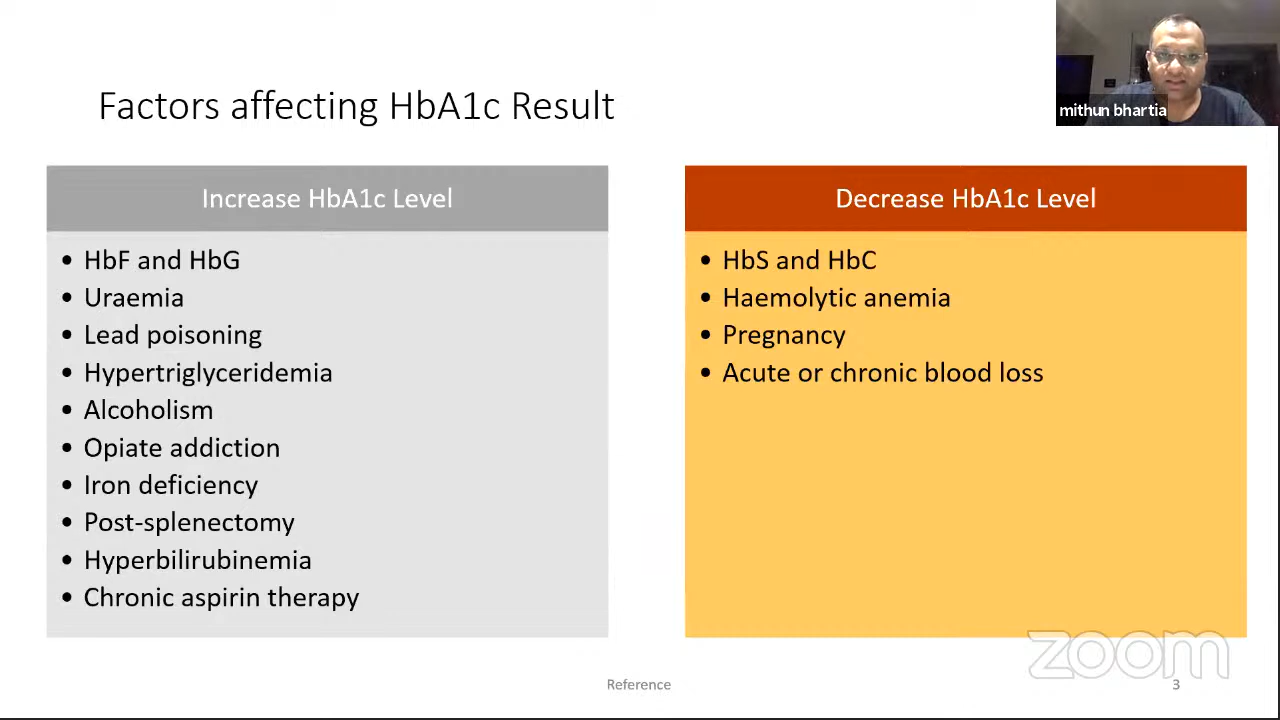 mithun bhartia
Factors affecting HbA1c Result
Increase HbA1c Level
• HbF and HbG
• Uraemia
• Lead poisoning
• Hypertriglyceridemia
• Alcoholism
• Opiate addiction
• Iron deficiency
• Post-splenectomy
• Hyperbilirubinemia
• Chronic aspirin therapy
Decrease HbA1c Level
• HbS and HbC
• Haemolytic anemia
• Pregnancy
• Acute or chronic blood loss
zoom
Reference
3